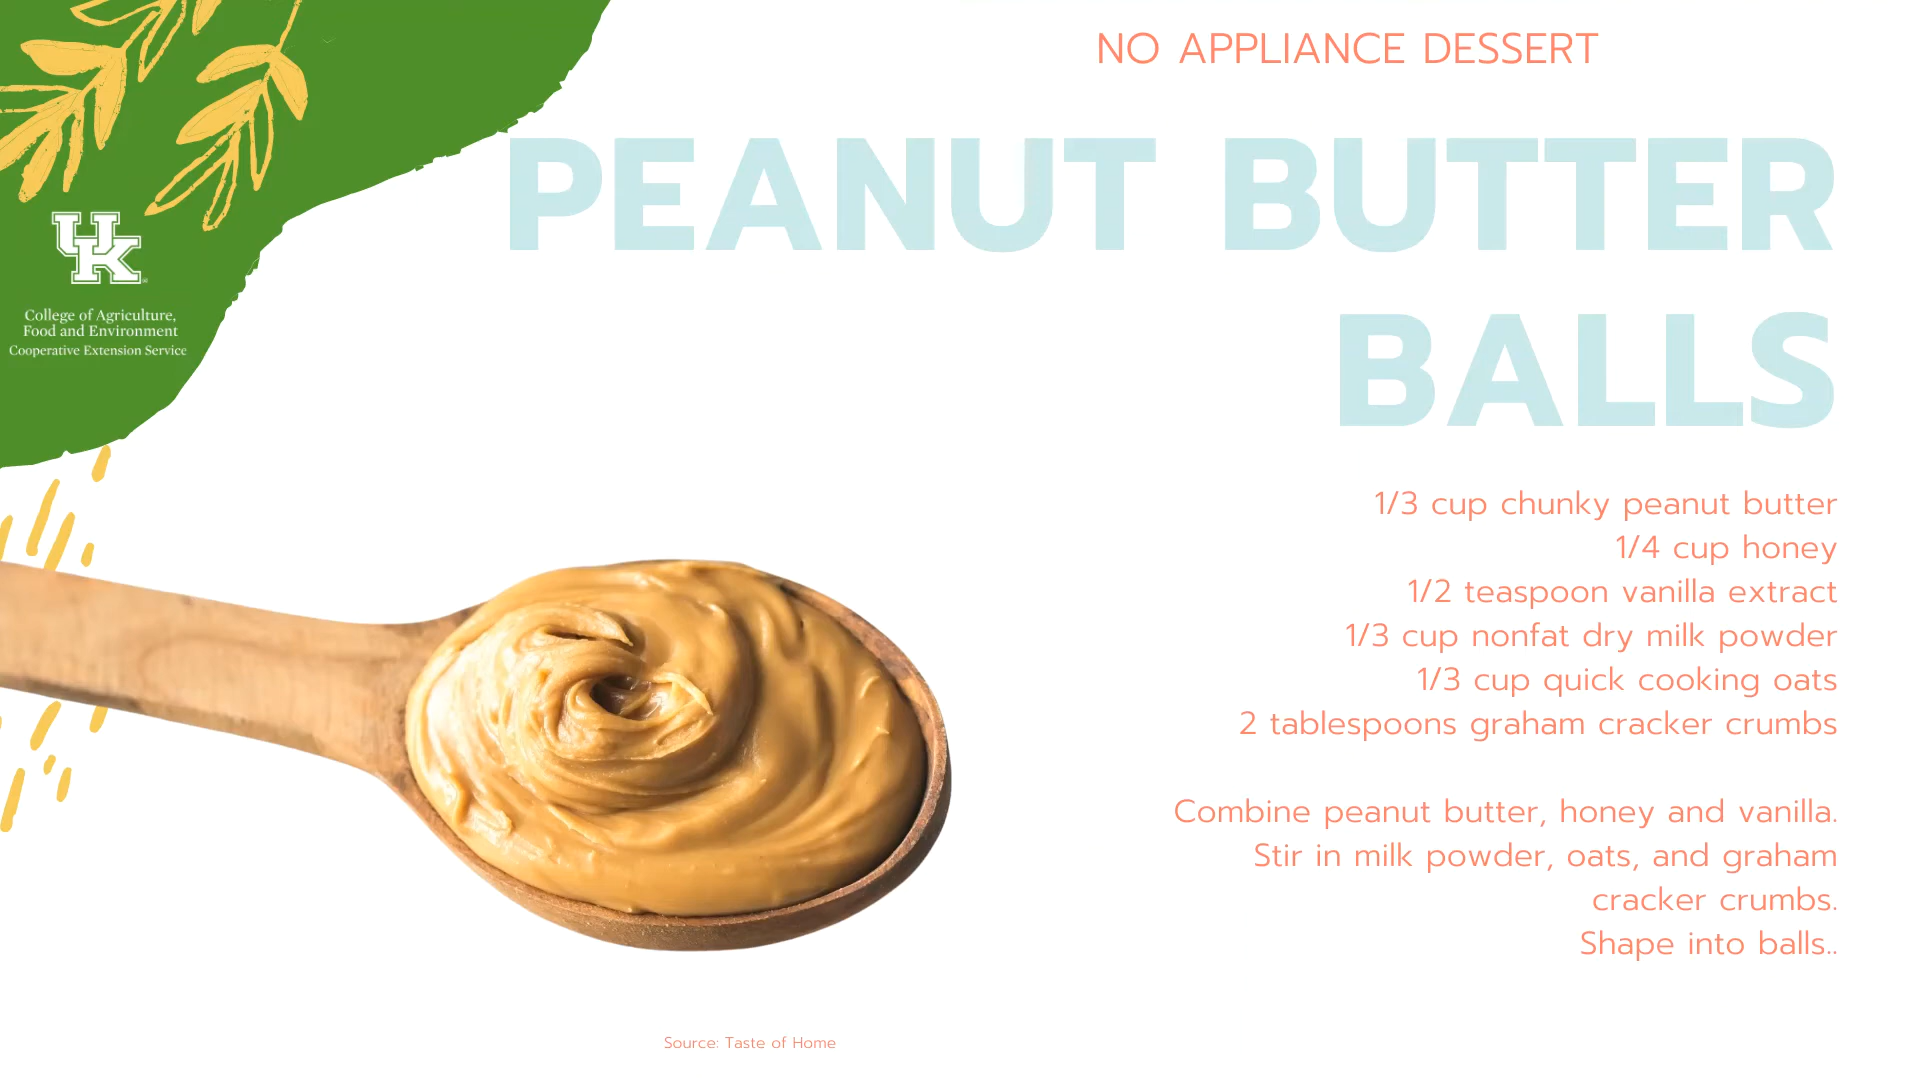 NO APPLIANCE DESSERT
PEANUT BUTTER
BALLS
UK
College of Agriculture,
Food and Environment
Cooperative Extension Service
1/3 cup chunky peanut butter
1/4 cup honey
1/2 teaspoon vanilla extract
1/3 cup nonfat dry milk powder
1/3 cup quick cooking oats
2 tablespoons graham cracker crumbs
Combine peanut butter, honey and vanilla.
Stir in milk powder, oats, and graham
cracker crumbs.
Shape into balls..
Source: Taste of Home